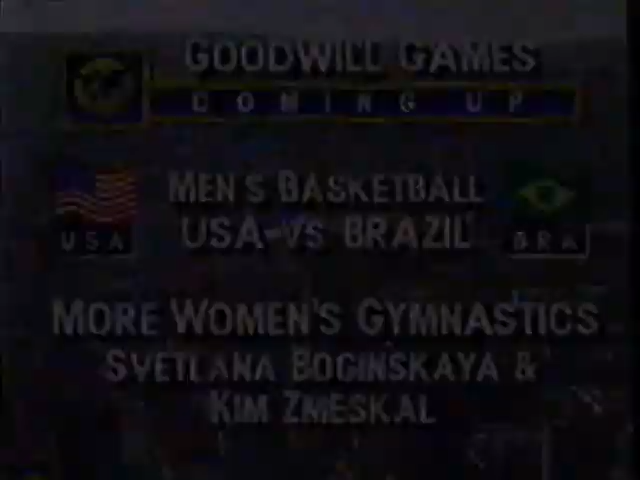 GOODWILL GAMES
COMING UP
MEN'S BASKETBALL
USA BRA
USA-VS BRAZIL
MORE WOMEN'S GYMNASTICS
SVETLANA BOGINSKAYA &
KIM ZMESKAL